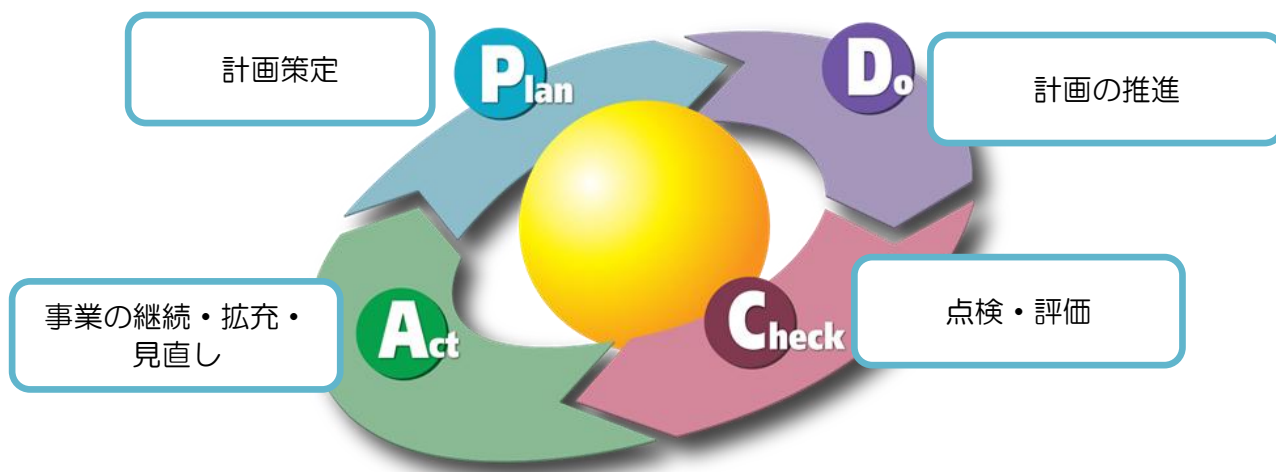 計画策定
Plan
Do
計画の推進
事業の継続・拡充・
見直し
Act
Check
点検・評価